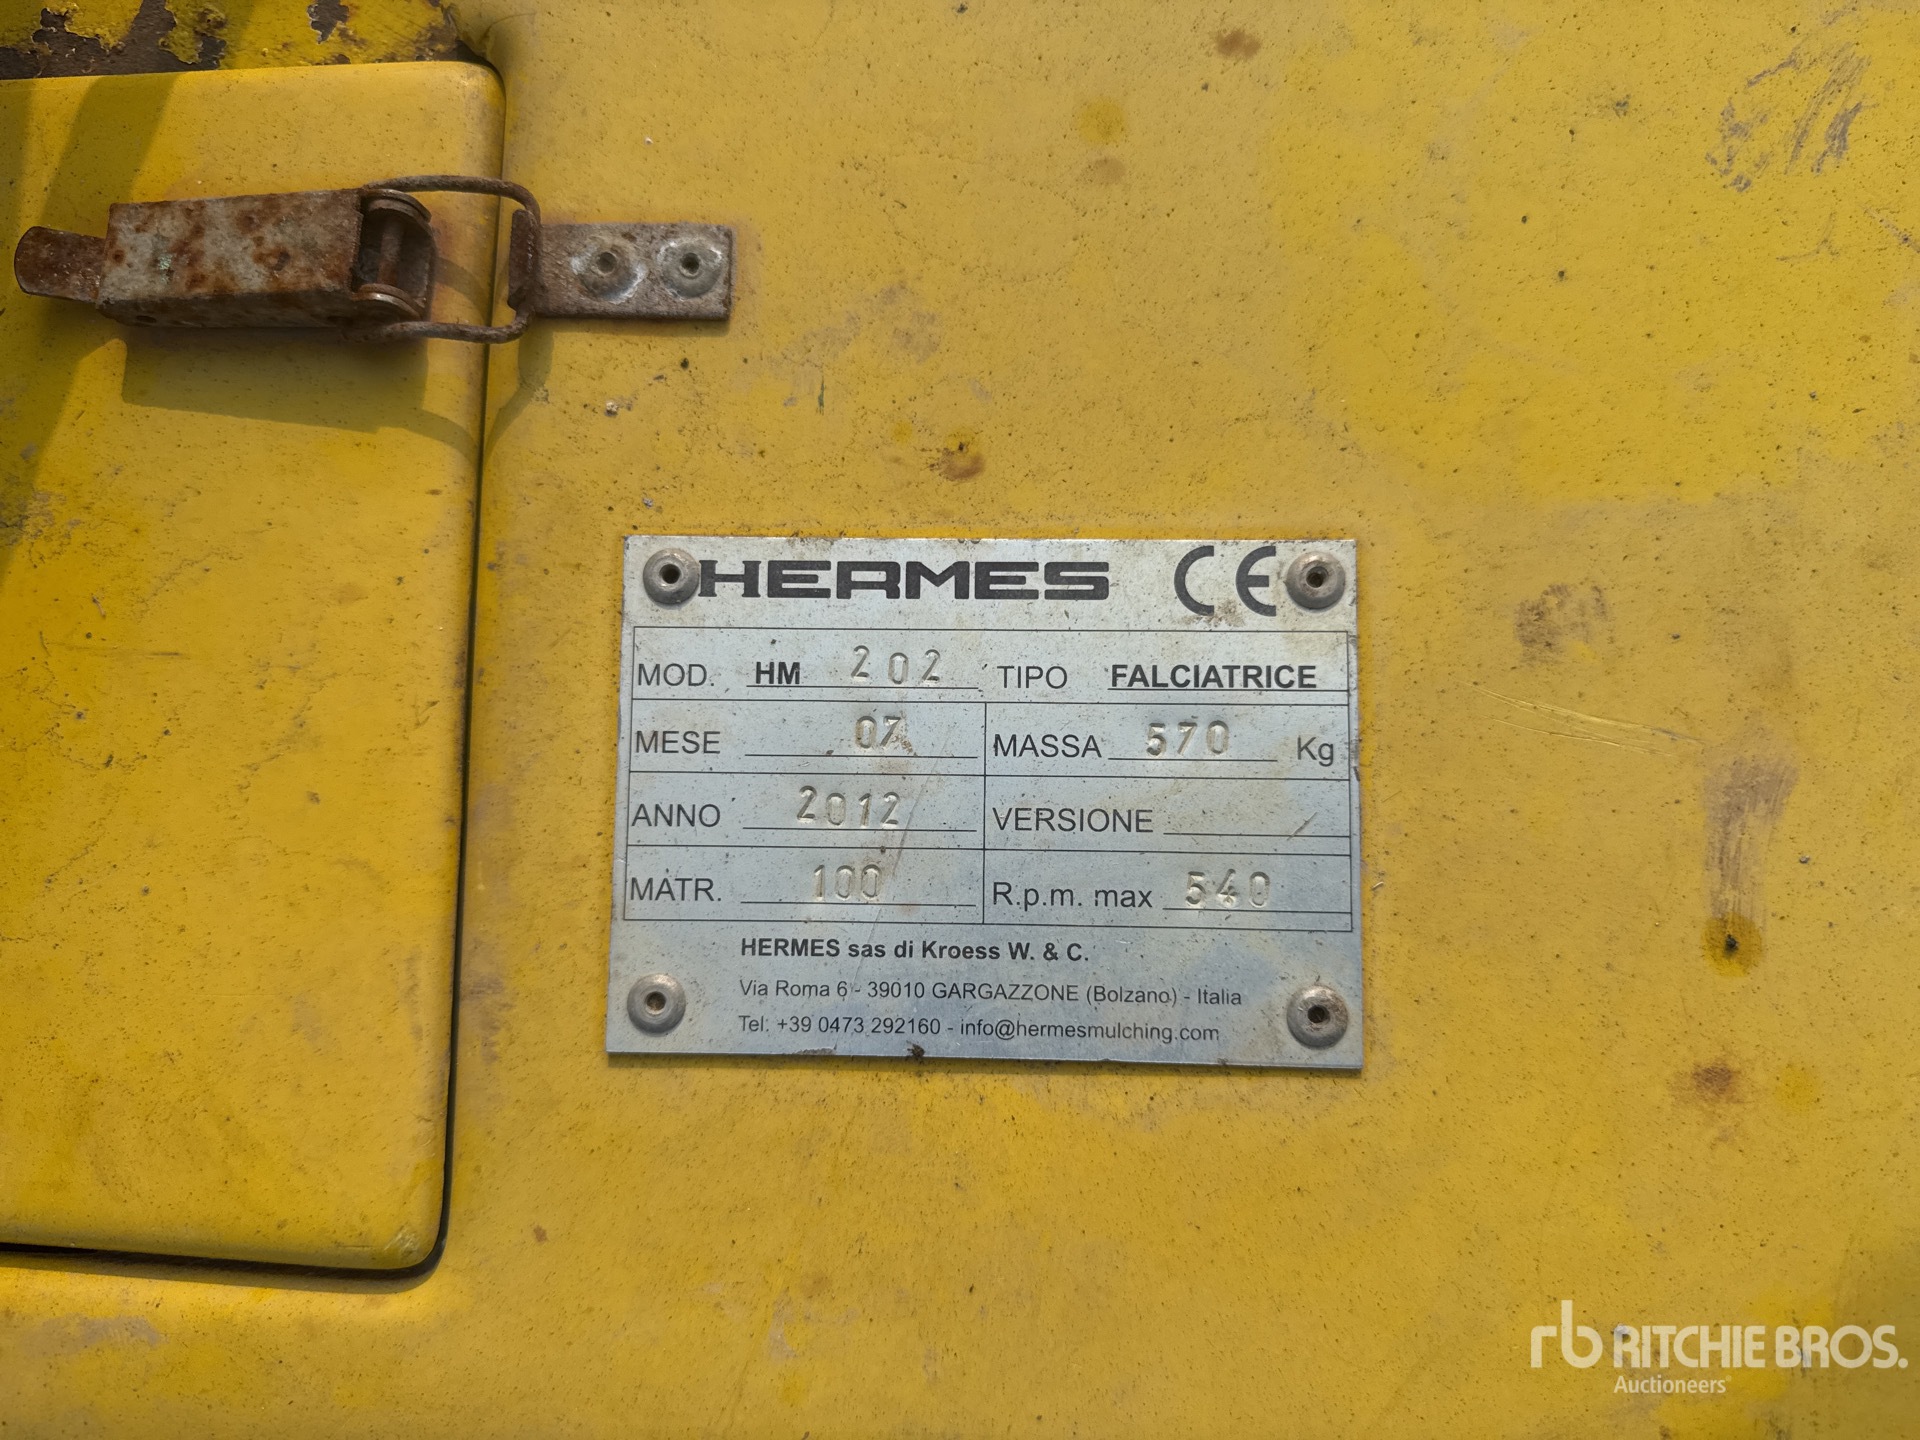 HERMES CE
MOD. HM 202 TIPO FALCIATRICE
MESE 07 MASSA 570 Kg
ANNO 2012 VERSIONE
MATR. 100 R.p.m. max 540
HERMES sas di Kroess W. & C.
Via Roma 6 - 39010 GARGAZZONE (Bolzano) - Italia
Tel: +39 0473 292160 - info@hermesmulching.com
rb RITCHIE BROS.
Auctioneers